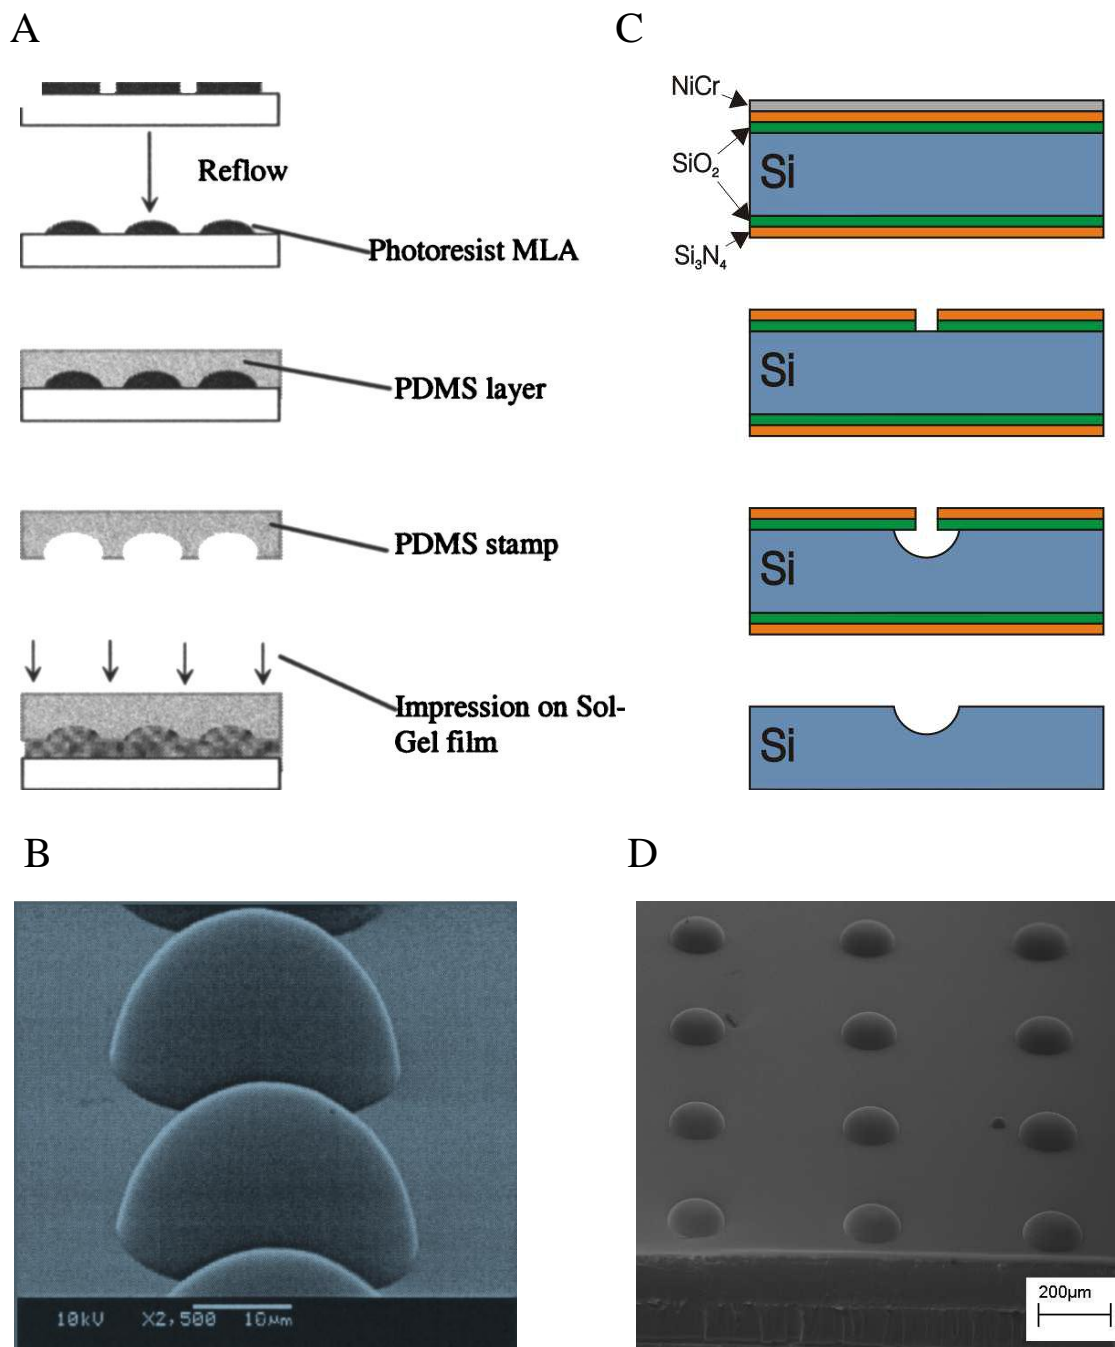 A
Reflow
Photoresist MLA
PDMS layer
PDMS stamp
Impression on Sol-
Gel film
C
NiCr
SiO₂
Si₃N₄
Si
Si
Si
Si
B
10kV X2,500 10µm
D
200µm